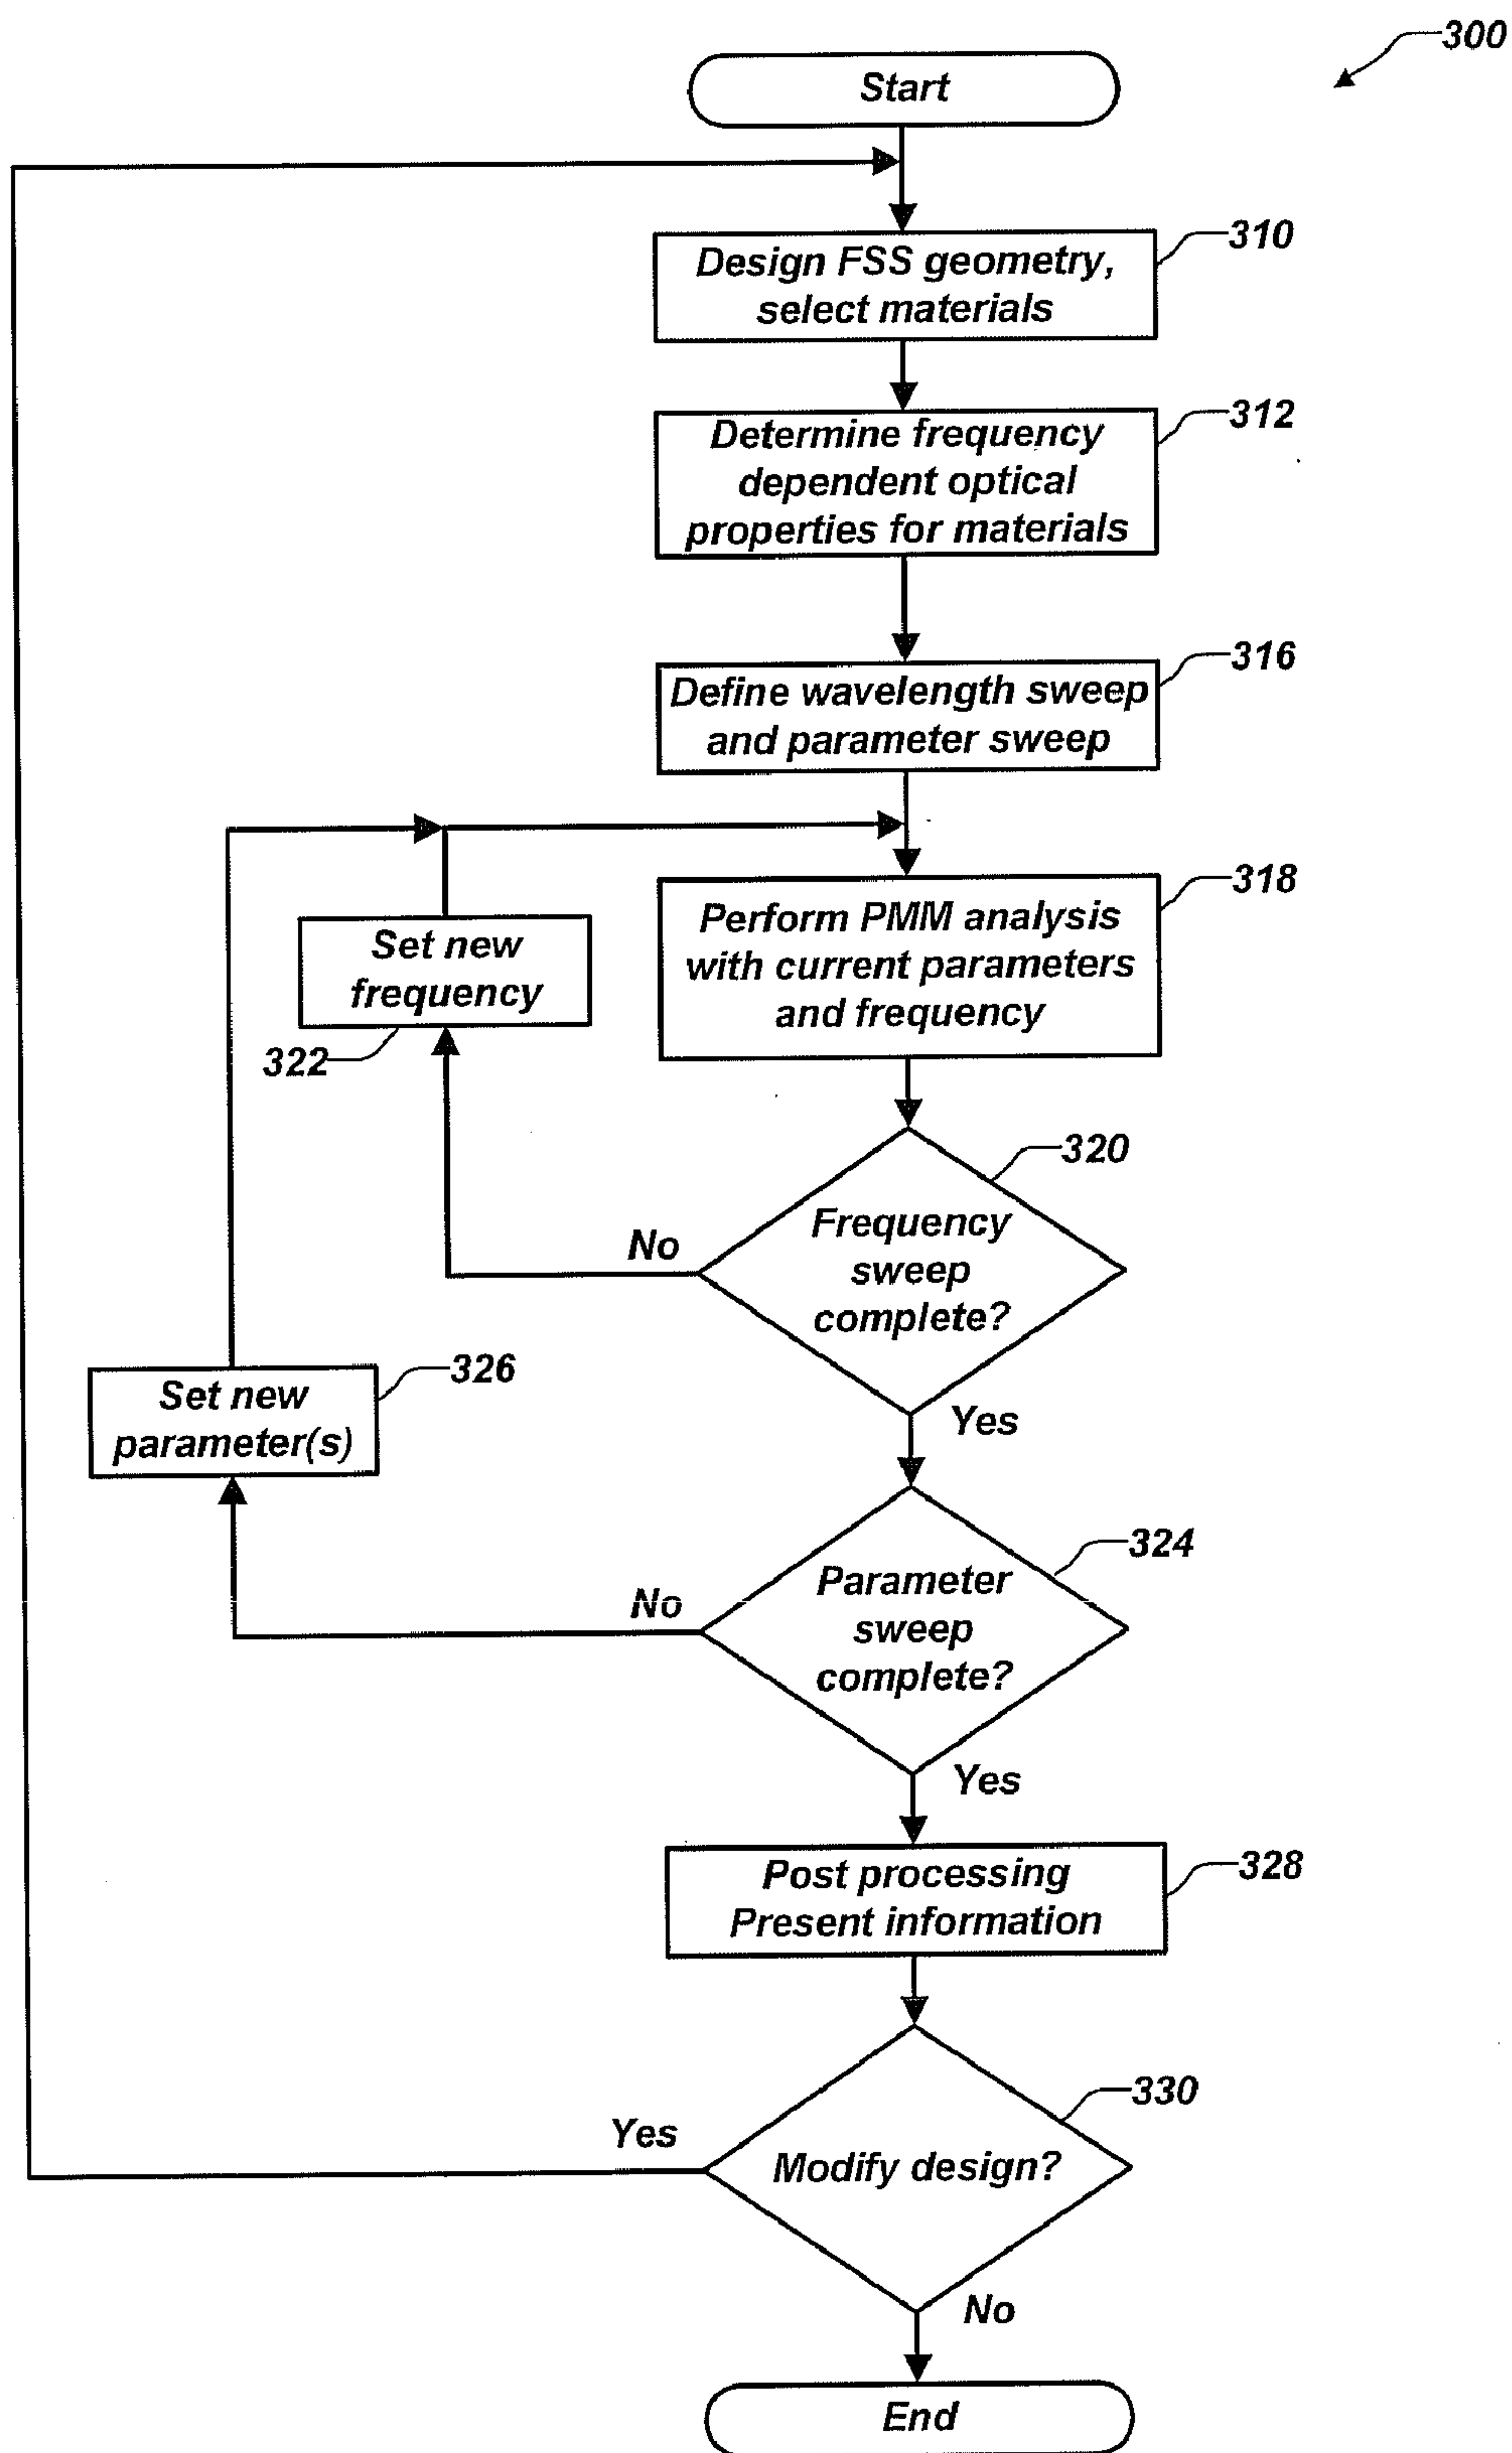 300
Start
Design FSS geometry,
select materials
310
Determine frequency
dependent optical
properties for materials
312
Define wavelength sweep
and parameter sweep
316
Perform PMM analysis
with current parameters
and frequency
318
Set new
frequency
322
Frequency
sweep
complete?
320
No
Yes
Set new
parameter(s)
326
Parameter
sweep
complete?
324
No
Yes
Post processing
Present information
328
Modify design?
330
Yes
No
End